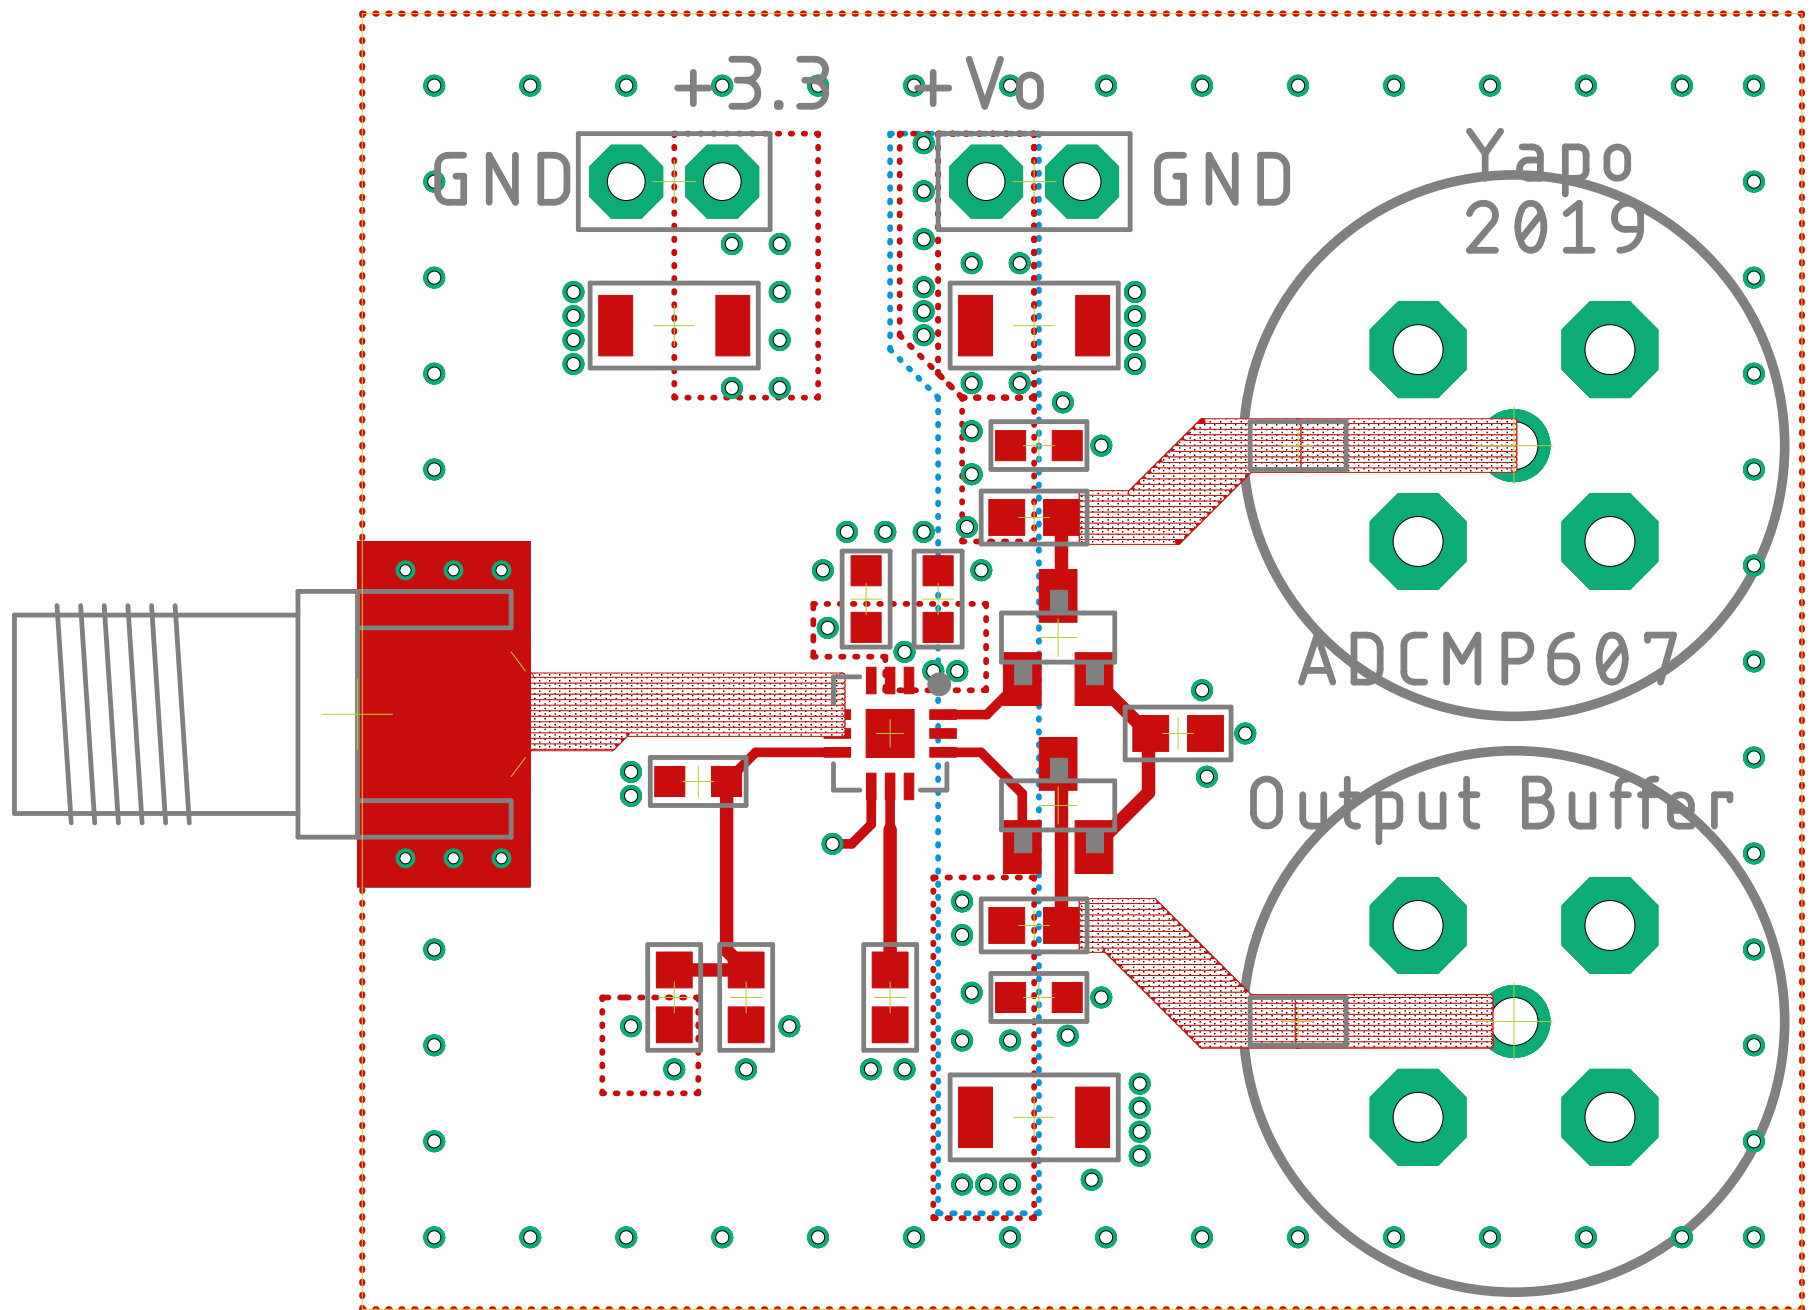 +3.3
+Vo
GND
GND
Yapo
2019
ADCMP607
Output Buffer